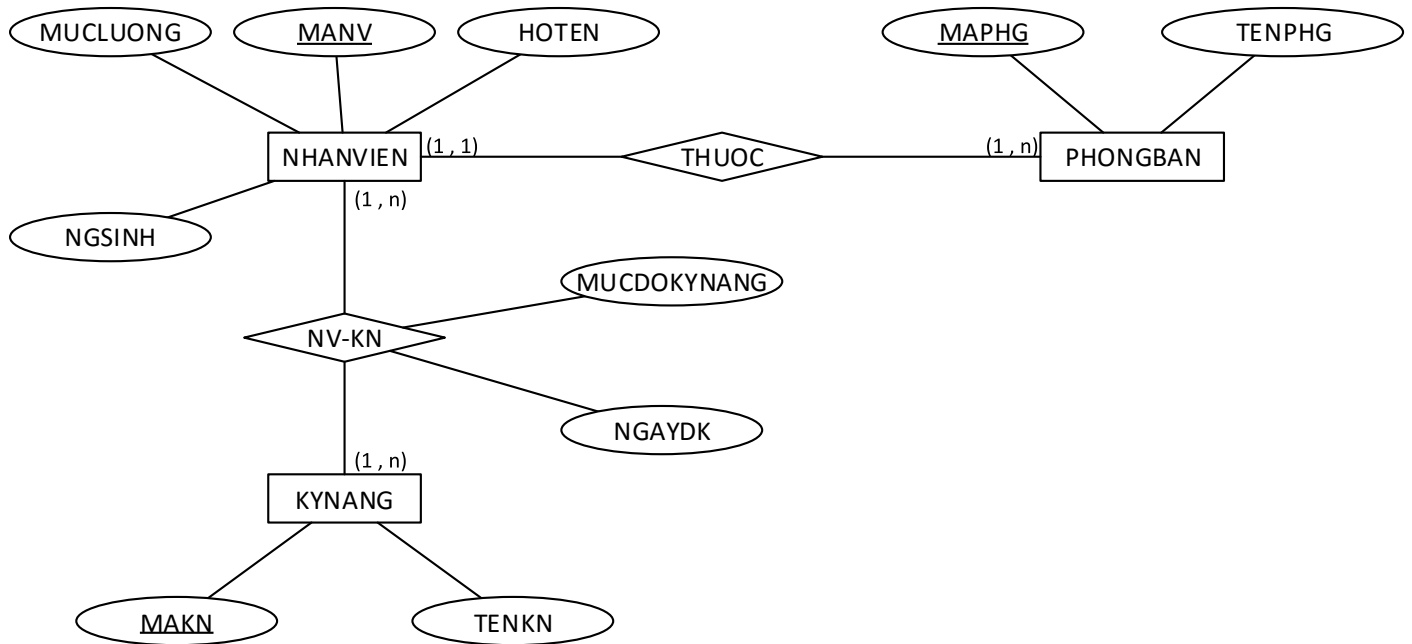 MUCLUONG
MANV
HOTEN
MAPHG
TENPHG
NHANVIEN
(1 , 1)
THUOC
(1 , n)
PHONGBAN
(1 , n)
NGSINH
MUCDOKYNANG
NV-KN
NGAYDK
(1 , n)
KYNANG
MAKN
TENKN